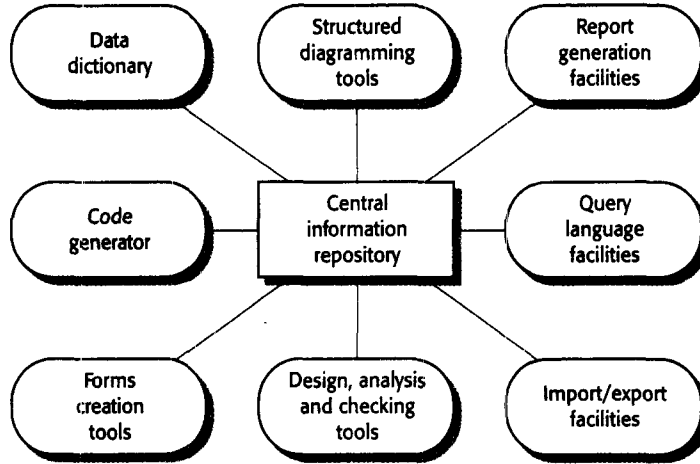 Data
dictionary
Structured
diagramming
tools
Report
generation
facilities
Code
generator
Central
information
repository
Query
language
facilities
Forms
creation
tools
Design, analysis
and checking
tools
Import/export
facilities